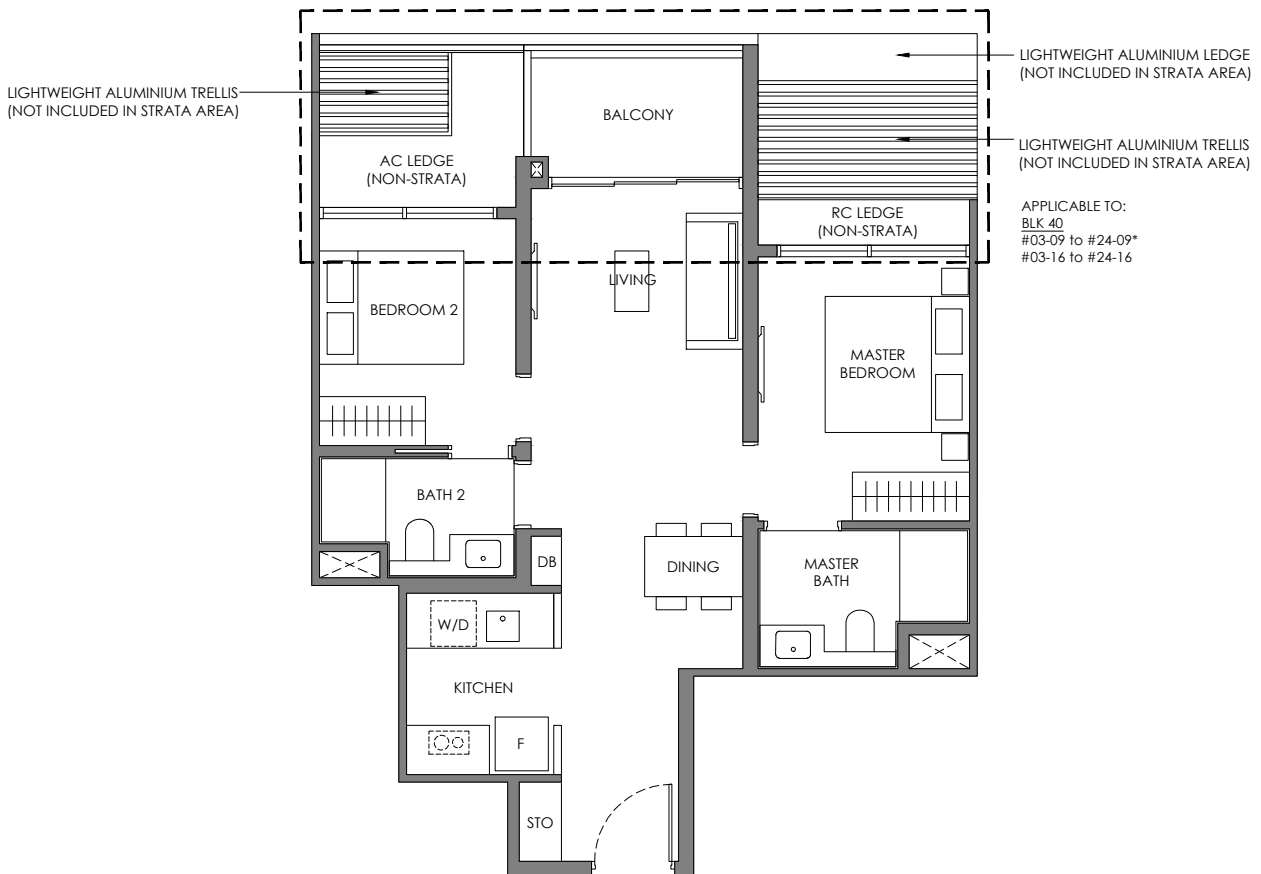 LIGHTWEIGHT ALUMINIUM LEDGE
(NOT INCLUDED IN STRATA AREA)
LIGHTWEIGHT ALUMINIUM TRELLIS
(NOT INCLUDED IN STRATA AREA)
BALCONY
LIGHTWEIGHT ALUMINIUM TRELLIS
(NOT INCLUDED IN STRATA AREA)
AC LEDGE
(NON-STRATA)
RC LEDGE
(NON-STRATA)
APPLICABLE TO:
BLK 40
#03-09 to #24-09*
#03-16 to #24-16
LIVING
BEDROOM 2
MASTER
BEDROOM
BATH 2
DB
DINING
MASTER
BATH
W/D
KITCHEN
F
STO